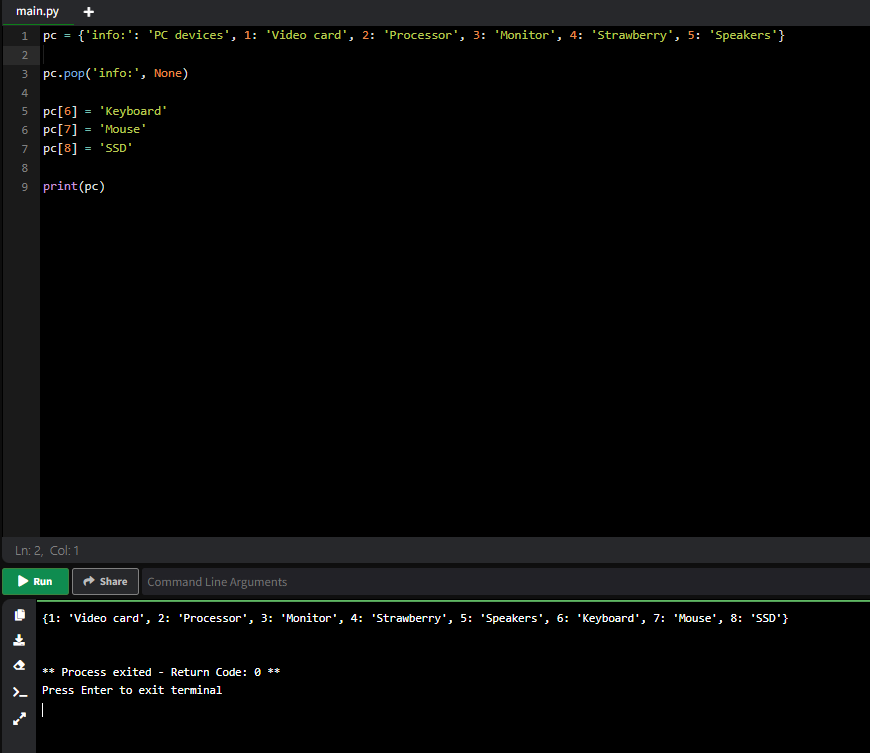 main.py
1 pc = {'info:': 'PC devices', 1: 'Video card', 2: 'Processor', 3: 'Monitor', 4: 'Strawberry', 5: 'Speakers'}
2
3 pc.pop('info:', None)
4
5 pc[6] = 'Keyboard'
6 pc[7] = 'Mouse'
7 pc[8] = 'SSD'
8
9 print(pc)
Ln: 2, Col: 1
Run Share Command Line Arguments
{1: 'Video card', 2: 'Processor', 3: 'Monitor', 4: 'Strawberry', 5: 'Speakers', 6: 'Keyboard', 7: 'Mouse', 8: 'SSD'}
** Process exited - Return Code: 0 **
Press Enter to exit terminal